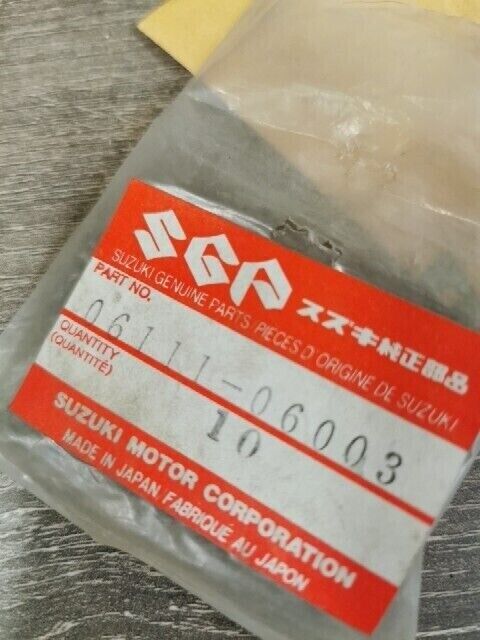 SGP スズキ純正部品
SUZUKI GENUINE PARTS PIECES D'ORIGINE DE SUZUKI
PART NO.
06111-06003
QUANTITY
(QUANTITÉ)
10
SUZUKI MOTOR CORPORATION
MADE IN JAPAN, FABRIQUÉ AU JAPON